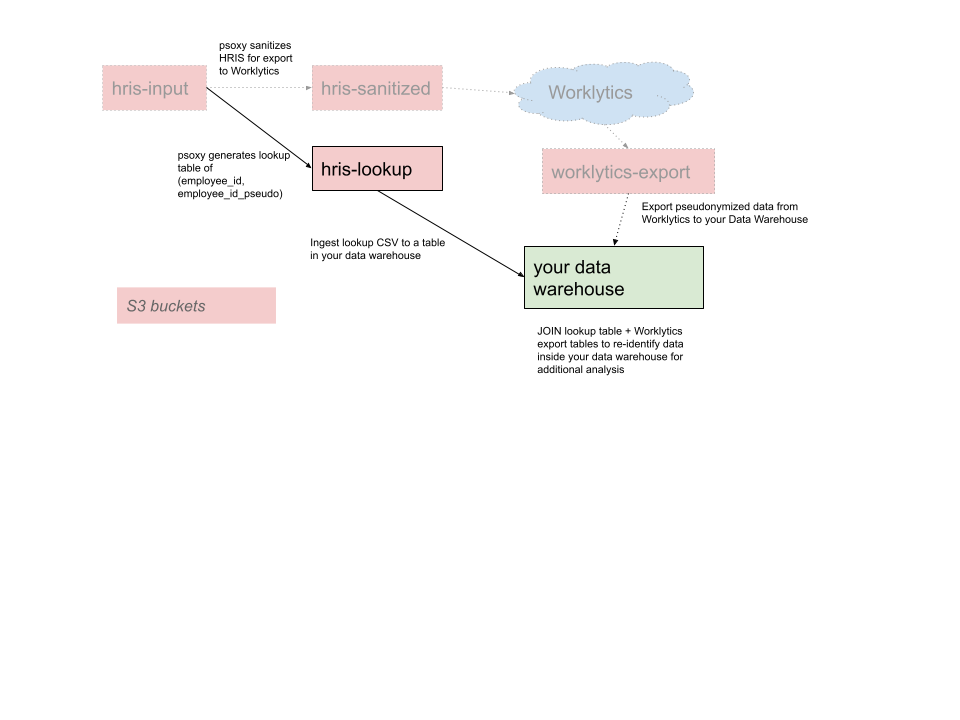 psoxy sanitizes
HRIS for export
to Worklytics
hris-input
hris-sanitized
Worklytics
psoxy generates lookup
table of
(employee_id,
employee_id_pseudo)
hris-lookup
worklytics-export
Export pseudonymized data from
Worklytics to your Data Warehouse
Ingest lookup CSV to a table
in your data warehouse
your data
warehouse
S3 buckets
JOIN lookup table + Worklytics
export tables to re-identify data
inside your data warehouse for
additional analysis